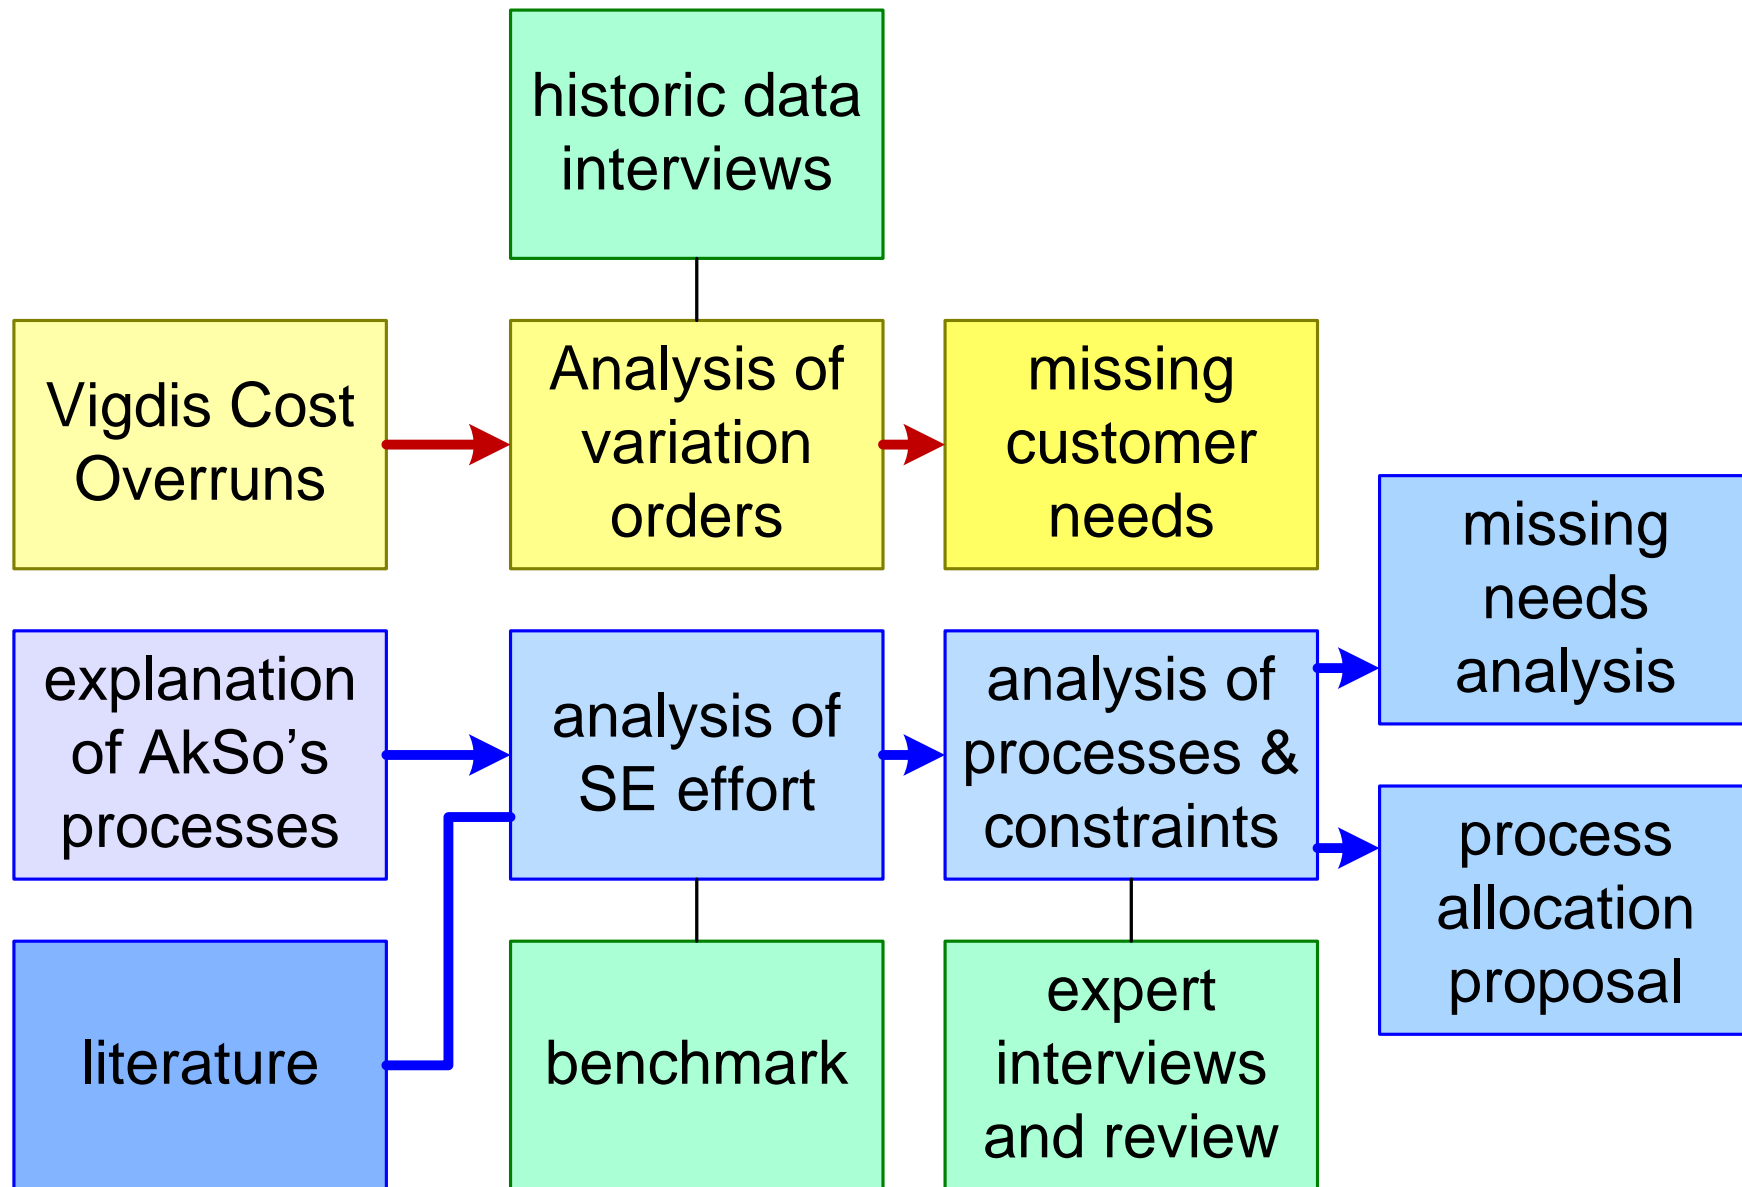 historic data
interviews
Vigdis Cost
Overruns
Analysis of
variation
orders
missing
customer
needs
missing
needs
analysis
explanation
of AkSo’s
processes
analysis of
SE effort
analysis of
processes &
constraints
process
allocation
proposal
literature
benchmark
expert
interviews
and review